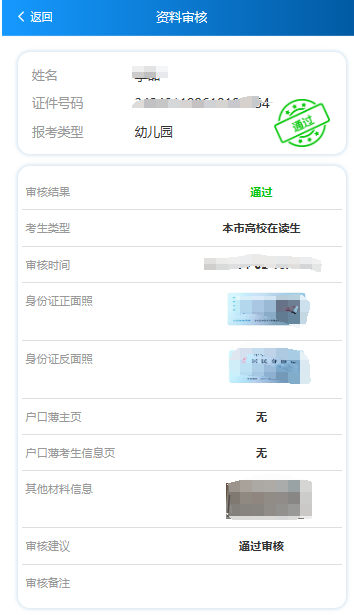 返回
资料审核
姓名
证件号码
报考类型 幼儿园
通过
审核结果 通过
考生类型 本市高校在读生
审核时间
身份证正面照
身份证反面照
户口薄主页 无
户口薄考生信息页 无
其他材料信息
审核建议 通过审核
审核备注